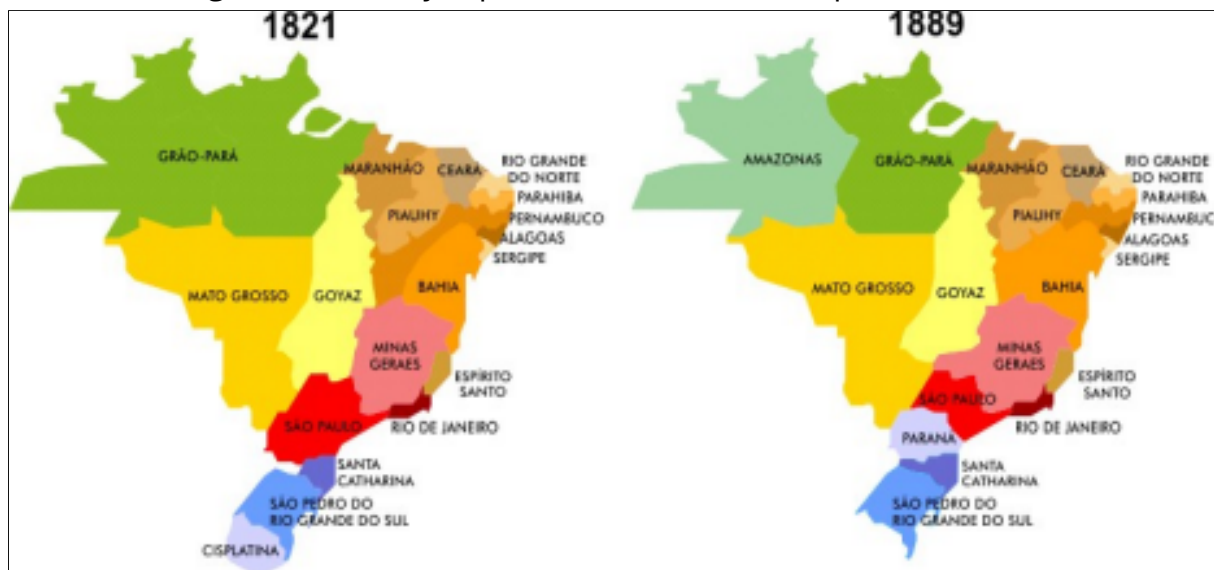 1821
GRÃO-PARÁ
MARANHÃO
CEARÁ
RIO GRANDE
DO NORTE
PARAHIBA
PIAUHY
PERNAMBUCO
ALAGOAS
SERGIPE
MATO GROSSO
GOYAZ
BAHIA
MINAS
GERAES
ESPÍRITO
SANTO
SÃO PAULO
RIO DE JANEIRO
SANTA
CATHARINA
SÃO PEDRO DO
RIO GRANDE DO SUL
CISPLATINA
1889
AMAZONAS
GRÃO-PARÁ
MARANHÃO
CEARÁ
RIO GRANDE
DO NORTE
PARAHIBA
PIAUHY
PERNAMBUCO
ALAGOAS
SERGIPE
MATO GROSSO
GOYAZ
BAHIA
MINAS
GERAES
ESPÍRITO
SANTO
SÃO PAULO
RIO DE JANEIRO
PARANA
SANTA
CATHARINA
SÃO PEDRO DO
RIO GRANDE DO SUL